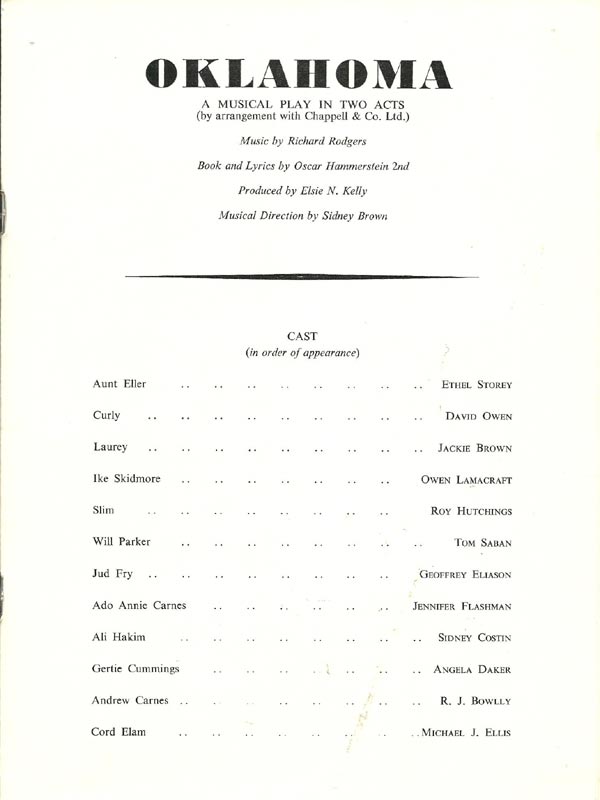 OKLAHOMA
A MUSICAL PLAY IN TWO ACTS
(by arrangement with Chappell & Co. Ltd.)
Music by Richard Rodgers
Book and Lyrics by Oscar Hammerstein 2nd
Produced by Elsie N. Kelly
Musical Direction by Sidney Brown
CAST
(in order of appearance)
Aunt Eller .. .. .. .. .. .. .. .. ETHEL STOREY
Curly .. .. .. .. .. .. .. .. .. DAVID OWEN
Laurey .. .. .. .. .. .. .. .. .. JACKIE BROWN
Ike Skidmore .. .. .. .. .. .. .. OWEN LAMACRAFT
Slim .. .. .. .. .. .. .. .. ROY HUTCHINGS
Will Parker .. .. .. .. .. .. .. .. TOM SABAN
Jud Fry .. .. .. .. .. .. .. .. GEOFFREY ELIASON
Ado Annie Carnes .. .. .. .. .. .. JENNIFER FLASHMAN
Ali Hakim .. .. .. .. .. .. .. .. SIDNEY COSTIN
Gertie Cummings .. .. .. .. .. .. .. ANGELA DAKER
Andrew Carnes .. .. .. .. .. .. .. .. R. J. BOWLLY
Cord Elam .. .. .. .. .. .. .. .. MICHAEL J. ELLIS